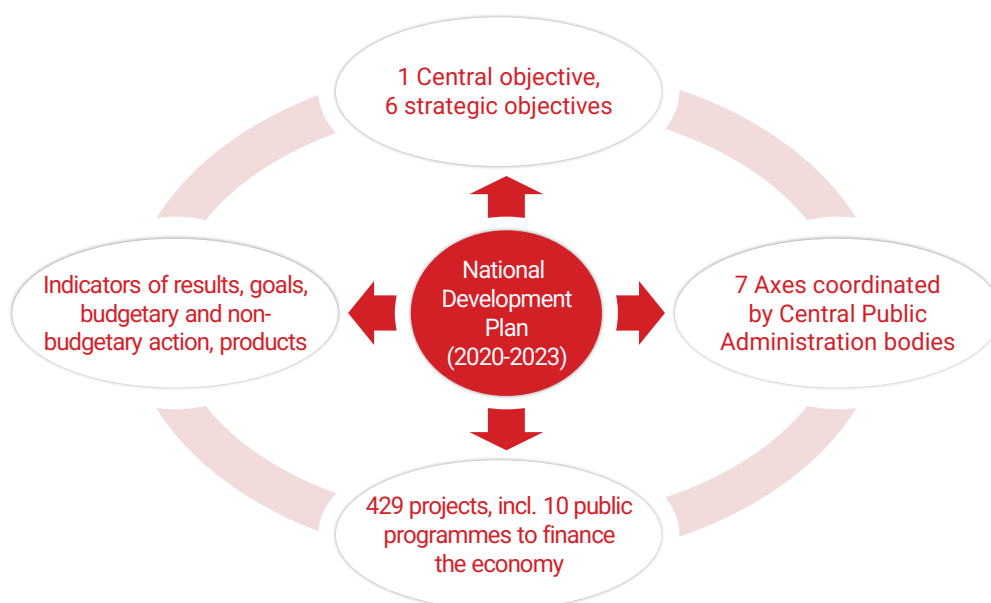 1 Central objective,
6 strategic objectives
Indicators of results, goals,
budgetary and non-
budgetary action, products
National
Development
Plan
(2020-2023)
7 Axes coordinated
by Central Public
Administration bodies
429 projects, incl. 10 public
programmes to finance
the economy